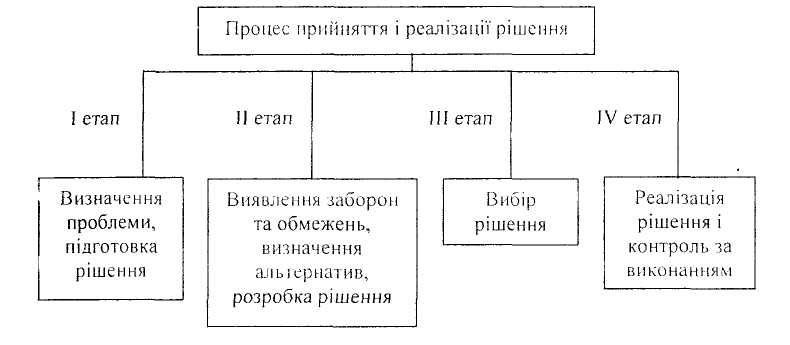 Процес прийняття і реалізації рішення
I етап
II етап
III етап
IV етап
Визначення
проблеми,
підготовка
рішення
Виявлення заборон
та обмежень,
визначення
альтернатив,
розробка рішення
Вибір
рішення
Реалізація
рішення і
контроль за
виконанням